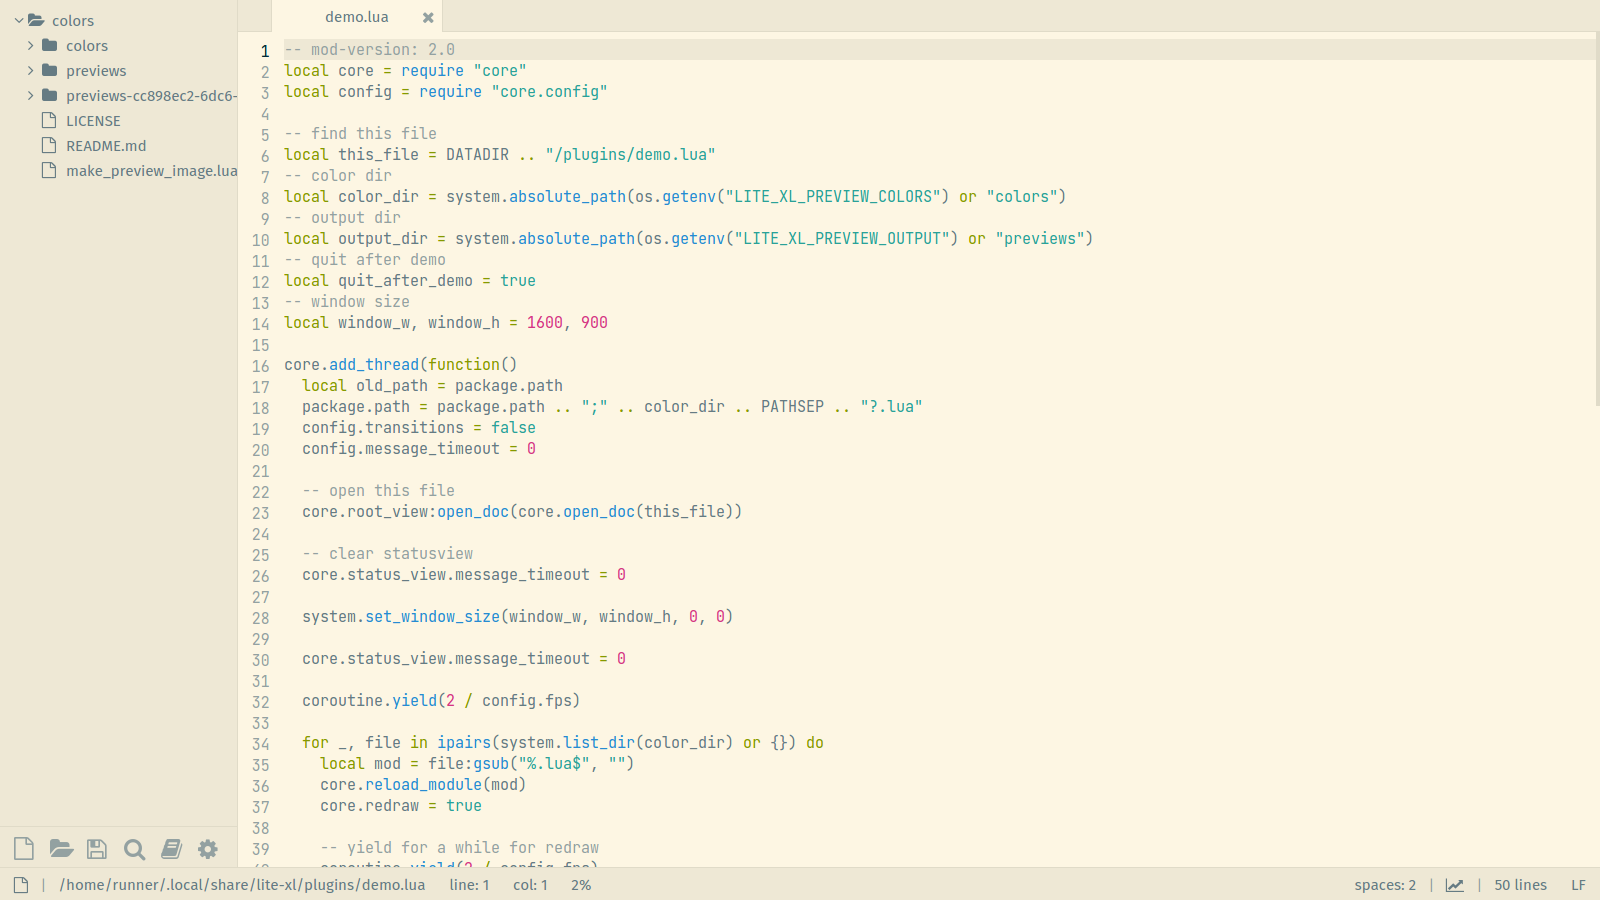 colors
colors
previews
previews-cc898ec2-6dc6-
LICENSE
README.md
make_preview_image.lua
demo.lua
1 -- mod-version: 2.0
2 local core = require "core"
3 local config = require "core.config"
4
5 -- find this file
6 local this_file = DATADIR .. "/plugins/demo.lua"
7 -- color dir
8 local color_dir = system.absolute_path(os.getenv("LITE_XL_PREVIEW_COLORS") or "colors")
9 -- output dir
10 local output_dir = system.absolute_path(os.getenv("LITE_XL_PREVIEW_OUTPUT") or "previews")
11 -- quit after demo
12 local quit_after_demo = true
13 -- window size
14 local window_w, window_h = 1600, 900
15
16 core.add_thread(function()
17   local old_path = package.path
18   package.path = package.path .. ";" .. color_dir .. PATHSEP .. "?.lua"
19   config.transitions = false
20   config.message_timeout = 0
21
22   -- open this file
23   core.root_view:open_doc(core.open_doc(this_file))
24
25   -- clear statusview
26   core.status_view.message_timeout = 0
27
28   system.set_window_size(window_w, window_h, 0, 0)
29
30   core.status_view.message_timeout = 0
31
32   coroutine.yield(2 / config.fps)
33
34   for _, file in ipairs(system.list_dir(color_dir) or {}) do
35     local mod = file:gsub("%.lua$", "")
36     core.reload_module(mod)
37     core.redraw = true
38
39     -- yield for a while for redraw
40     coroutine.yield(2 / config.fps)
/home/runner/.local/share/lite-xl/plugins/demo.lua line: 1 col: 1 2% spaces: 2 50 lines LF